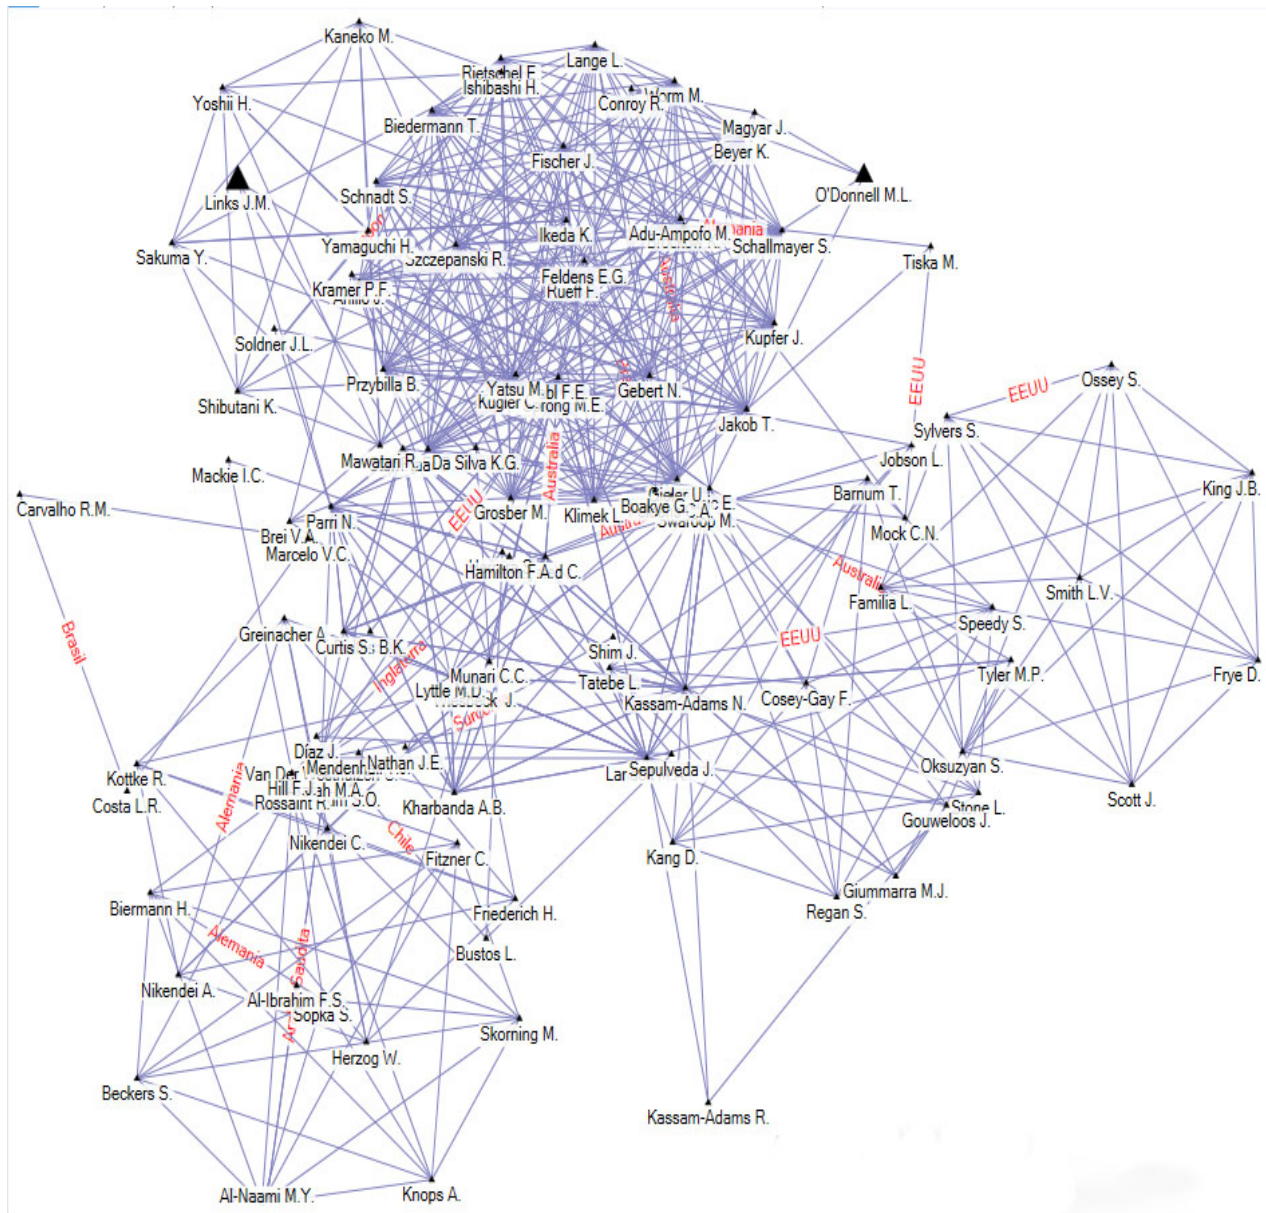 Kaneko M.
Lange L.
Rietschel F.
Ishibashi H.
Yoshii H.
Conroy R.
Worm M.
Biedermann T.
Magyar J.
Beyer K.
Fischer J.
Schnadt S.
O'Donnell M.L.
Links J.M.
Yamaguchi H.
Ikeda K.
Adu-Ampofo M.
Schallmayer S.
Sakuma Y.
Szczepanski R.
Tiska M.
Feldens E.G.
Rueff F.
Kramer P.F.
Australia
Soldner J.L.
Kupfer J.
EEUU
EEUU
Ossey S.
Przybilla B.
Yatsu M.
Gebert N.
Shibutani K.
Jakob T.
Sylvers S.
Mawatari R.
Da Silva K.G.
Jobson L.
Mackie I.C.
Australia
King J.B.
Carvalho R.M.
EEUU
Grosber M.
Klimek L.
Boakye G.
Gieler U.
Swaroop M.
Barnum T.
Parri N.
Brei V.A.
Marcelo V.C.
Mock C.N.
Hamilton F.A.
Australia
Familia L.
Smith L.V.
Speedy S.
Greinacher A.
Curtis S.
B.K.
Brasil
Inglaterra
Munari C.C.
Shim J.
EEUU
Lyttle M.D.
Tatebe L.
Kassam-Adams N.
Cosey-Gay F.
Tyler M.P.
Frye D.
Díaz J.
Nathan J.E.
Sepulveda J.
Oksuzyan S.
Kottke R.
Costa L.R.
Alemania
Hill F.J.
Rossaint R.
Kharbanda A.B.
Stone L.
Gouweloos J.
Scott J.
Nikendei C.
Chile
Fitzner C.
Kang D.
Giummarra M.J.
Regan S.
Biermann H.
Friederich H.
Alemania
Bustos L.
Nikendei A.
Al-Ibrahim F.S.
Sopka S.
Skorning M.
Herzog W.
Beckers S.
Kassam-Adams R.
Al-Naami M.Y.
Knops A.